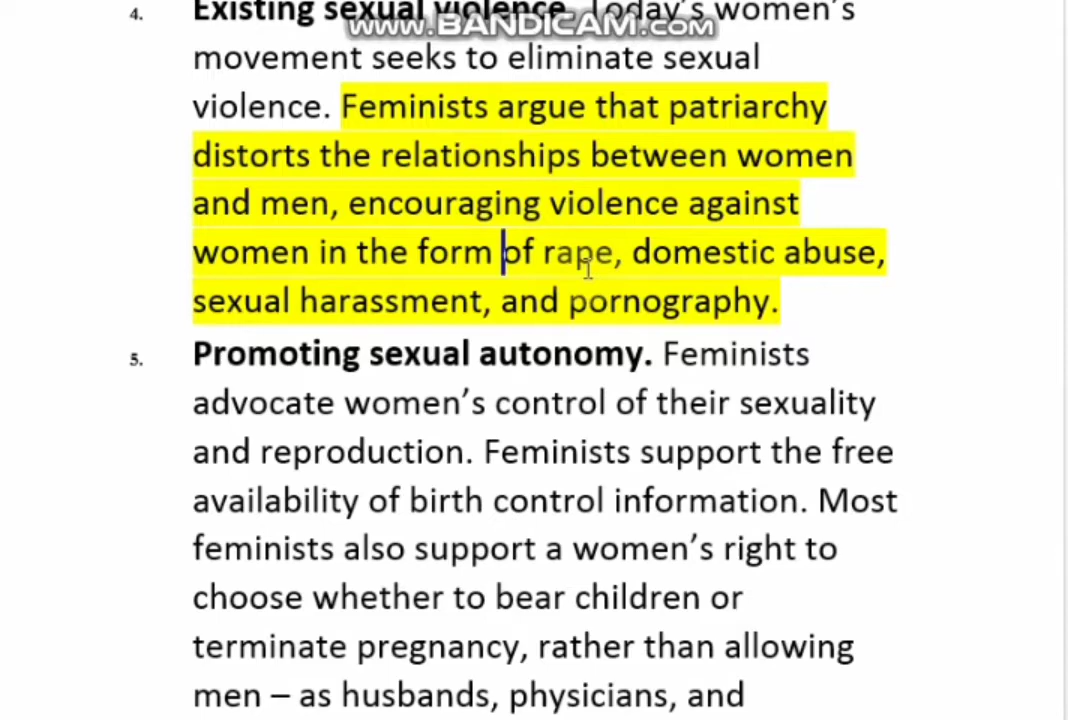 4. Existing sexual violence. Today's women's
www.BANDICAM.com
movement seeks to eliminate sexual
violence. Feminists argue that patriarchy
distorts the relationships between women
and men, encouraging violence against
women in the form of rape, domestic abuse,
sexual harassment, and pornography.
5. Promoting sexual autonomy. Feminists
advocate women’s control of their sexuality
and reproduction. Feminists support the free
availability of birth control information. Most
feminists also support a women’s right to
choose whether to bear children or
terminate pregnancy, rather than allowing
men – as husbands, physicians, and